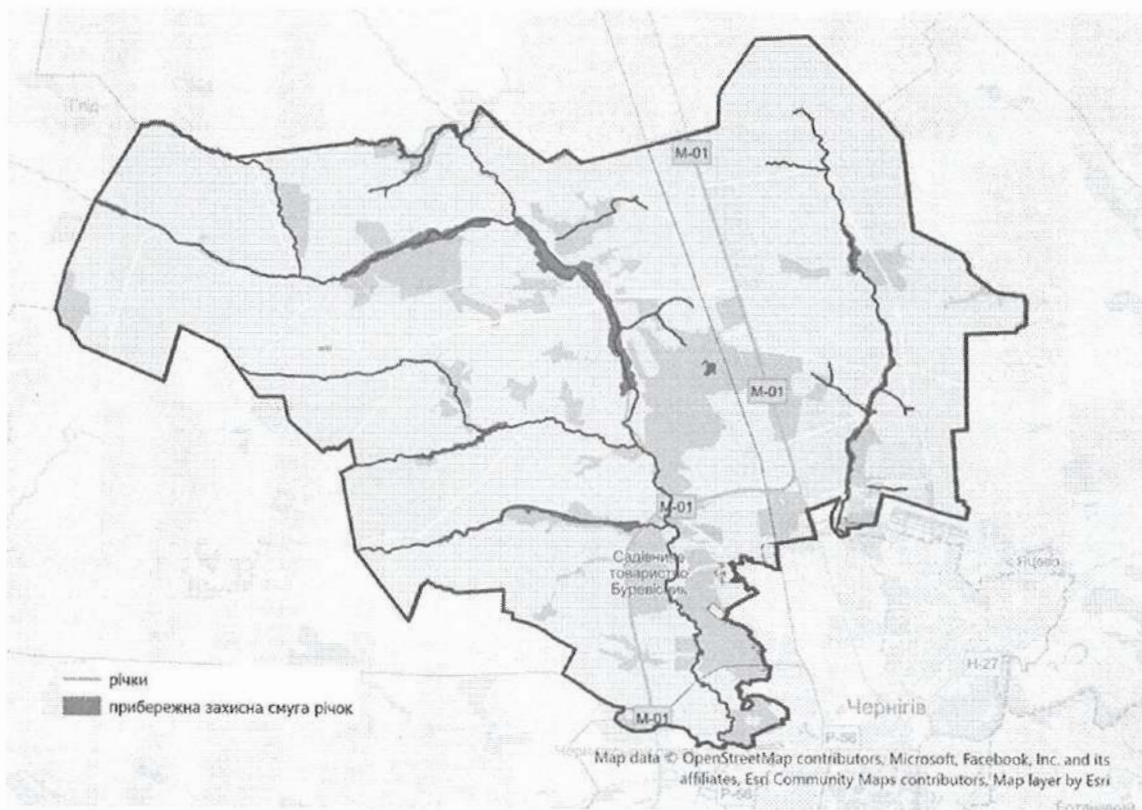 М-01
М-01
М-01
Садівниче
товариство
Буревісник
Яцево
Н-27
річки
прибережна захисна смуга річок
М-01
Чернігів
Р-56
Map data © OpenStreetMap contributors, Microsoft, Facebook, Inc. and its
affiliates, Esri Community Maps contributors, Map layer by Esri
Р-56